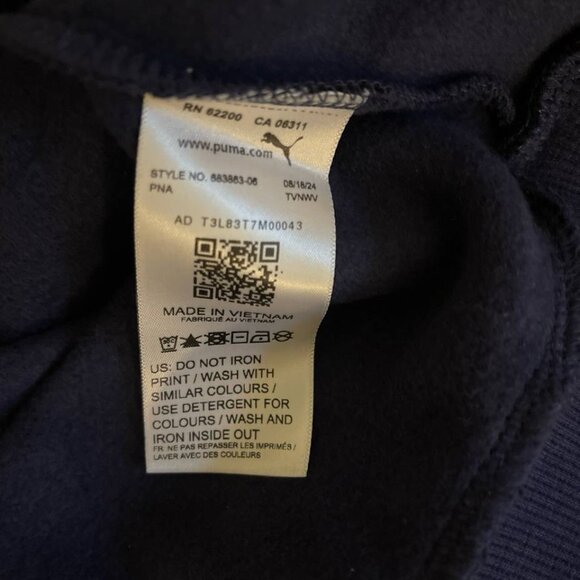 RN 62200 CA 06311
www.puma.com
STYLE NO. 683863-06 08/18/24
PNA TVNWV
AD T3L83T7M00043
MADE IN VIETNAM
FABRIQUÉ AU VIETNAM
US: DO NOT IRON
PRINT / WASH WITH
SIMILAR COLOURS /
USE DETERGENT FOR
COLOURS / WASH AND
IRON INSIDE OUT
FR: NE PAS REPASSER LES IMPRIMÉS /
LAVER AVEC DES COULEURS